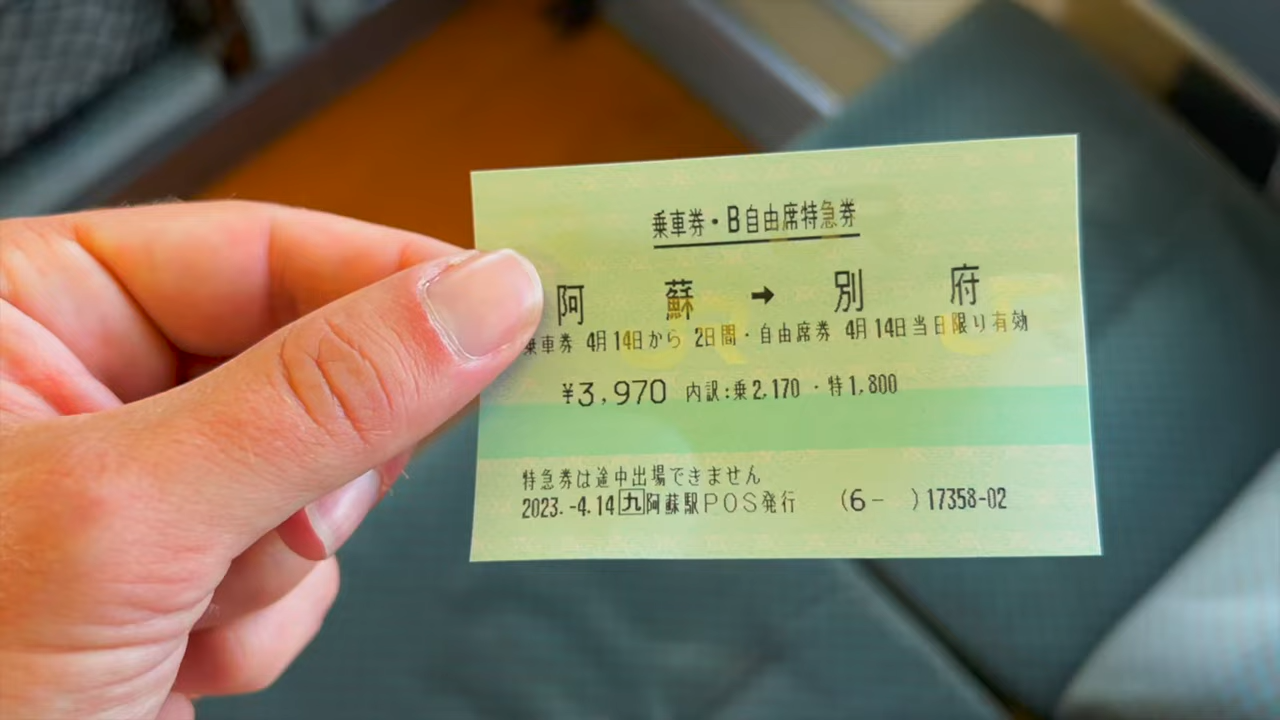 乗車券・B自由席特急券
阿蘇➡別府
乗車券 4月14日から 2日間・自由席券 4月14日当日限り有効
¥3,970 内訳:乗2,170・特1,800
特急券は途中出場できません
2023.-4.14九阿蘇駅POS発行 (6- )17358-02